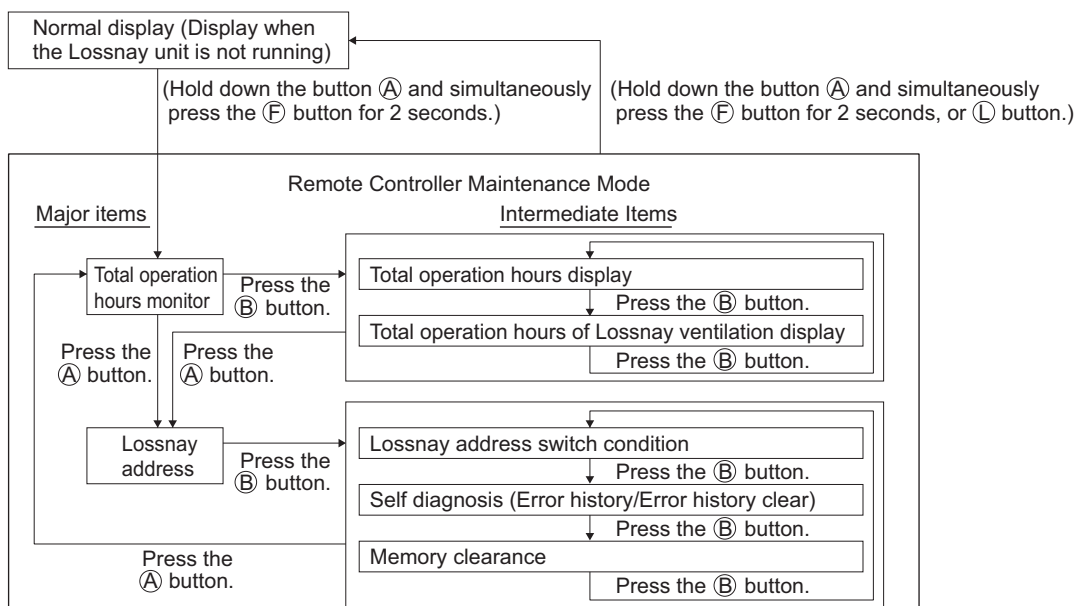 Normal display (Display when
the Lossnay unit is not running)
(Hold down the button Ⓐ and simultaneously
press the Ⓕ button for 2 seconds.)
(Hold down the button Ⓐ and simultaneously
press the Ⓕ button for 2 seconds, or Ⓛ button.)
Remote Controller Maintenance Mode
Major items
Intermediate Items
Total operation
hours monitor
Press the
Ⓑ button.
Total operation hours display
Press the Ⓑ button.
Total operation hours of Lossnay ventilation display
Press the Ⓑ button.
Press the
Ⓐ button.
Press the
Ⓐ button.
Lossnay
address
Press the
Ⓑ button.
Lossnay address switch condition
Press the Ⓑ button.
Self diagnosis (Error history/Error history clear)
Press the Ⓑ button.
Memory clearance
Press the Ⓑ button.
Press the
Ⓐ button.